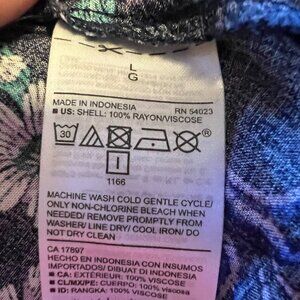 L
G
MADE IN INDONESIA RN 54023
■ US: SHELL: 100% RAYON/VISCOSE
30
I
1166
MACHINE WASH COLD GENTLE CYCLE/
ONLY NON-CHLORINE BLEACH WHEN
NEEDED/ REMOVE PROMPTLY FROM
WASHER/ LINE DRY/ COOL IRON/ DO
NOT DRY CLEAN
CA 17897
HECHO EN INDONESIA CON INSUMOS
IMPORTADOS/ DIBUAT DI INDONESIA
■ CA: EXTÉRIEUR: 100% VISCOSE
■ CL/MX/PE: CUERPO: 100% VISCOSE
■ ID: RANGKA: 100% VISCOSE